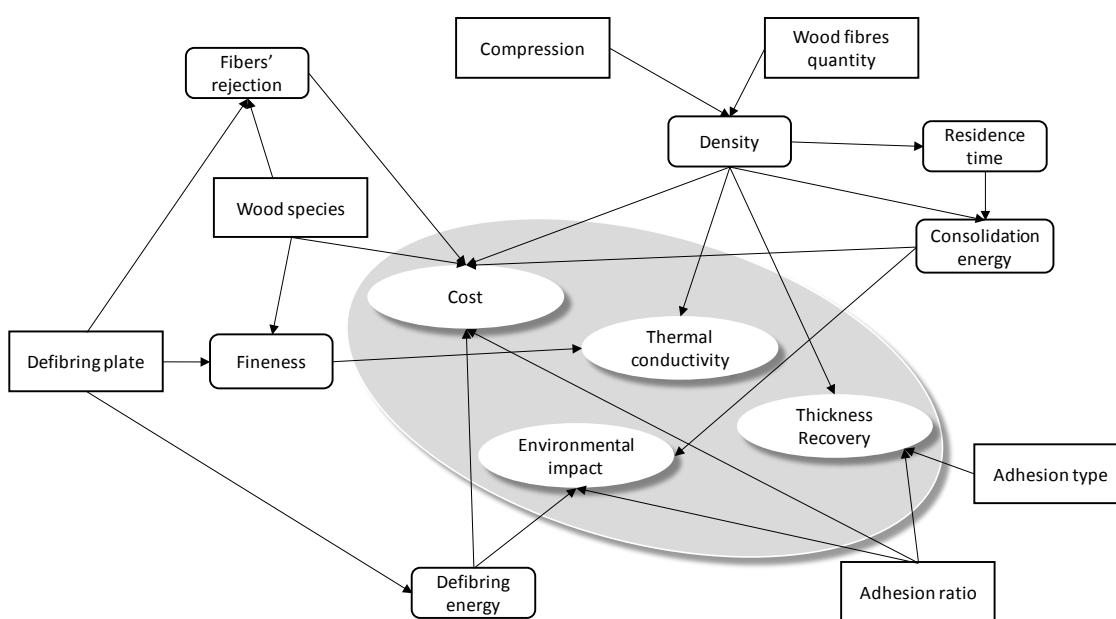 Compression
Wood fibres
quantity
Fibers'
rejection
Density
Residence
time
Wood species
Consolidation
energy
Cost
Thermal
conductivity
Defibring plate
Fineness
Thickness
Recovery
Environmental
impact
Adhesion type
Defibring
energy
Adhesion ratio